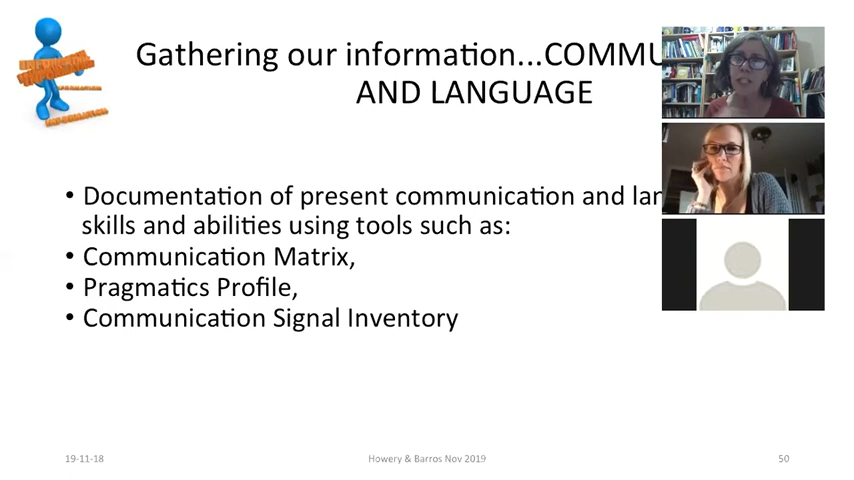 Gathering our information...COMMU
AND LANGUAGE
• Documentation of present communication and lan
skills and abilities using tools such as:
• Communication Matrix,
• Pragmatics Profile,
• Communication Signal Inventory
19-11-18
Howery & Barros Nov 2019
50